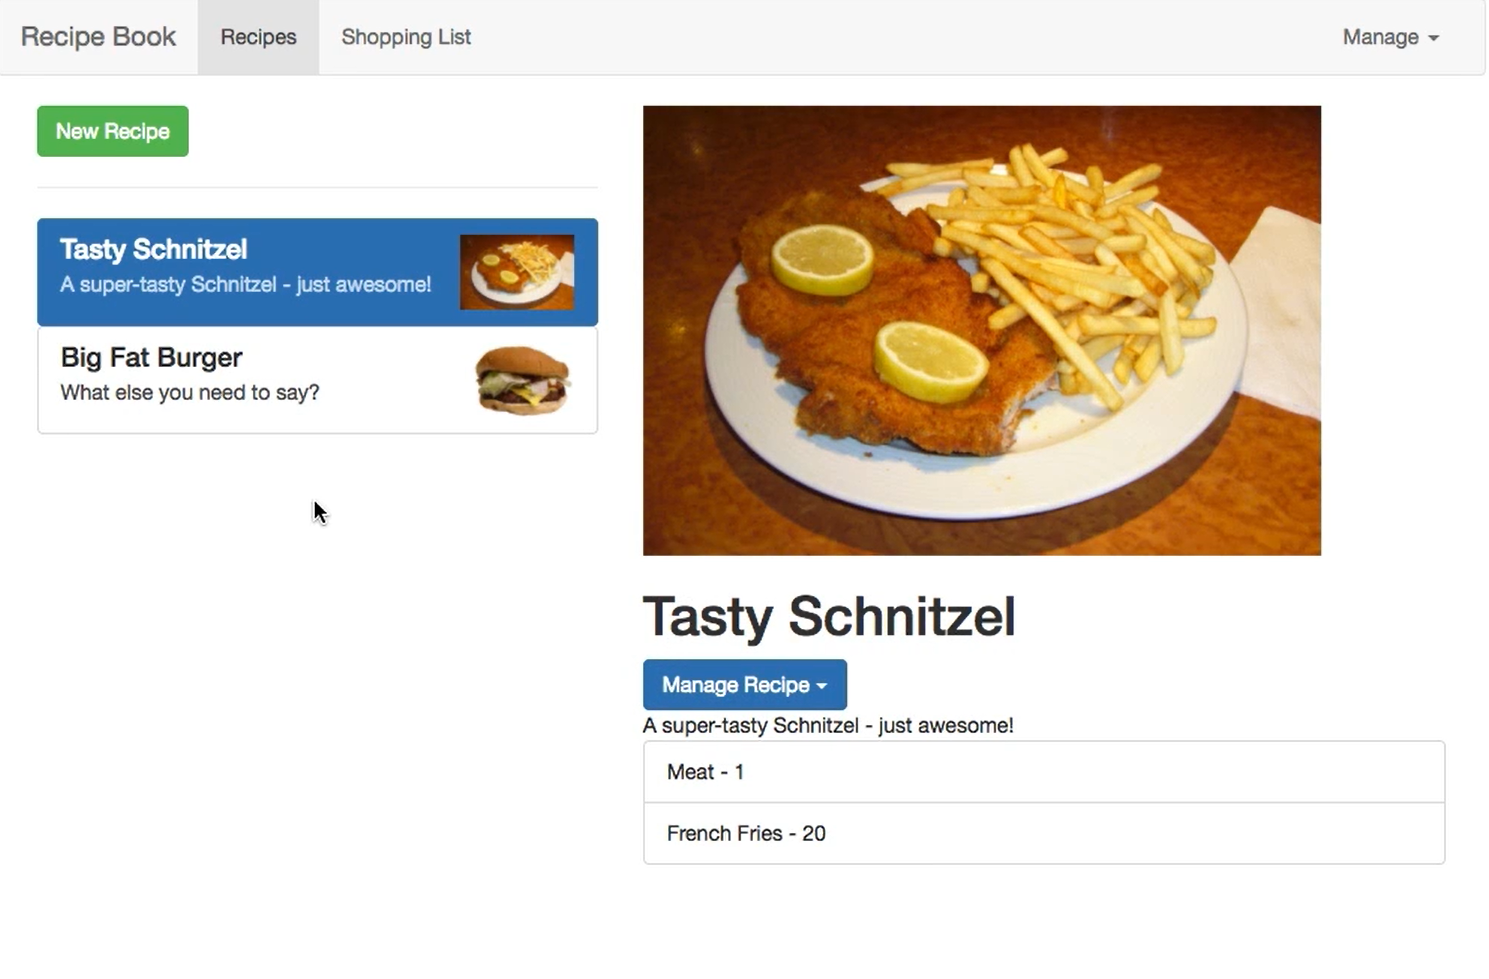 Recipe Book Recipes Shopping List Manage
New Recipe
Tasty Schnitzel
A super-tasty Schnitzel - just awesome!
Big Fat Burger
What else you need to say?
Tasty Schnitzel
Manage Recipe
A super-tasty Schnitzel - just awesome!
Meat - 1
French Fries - 20